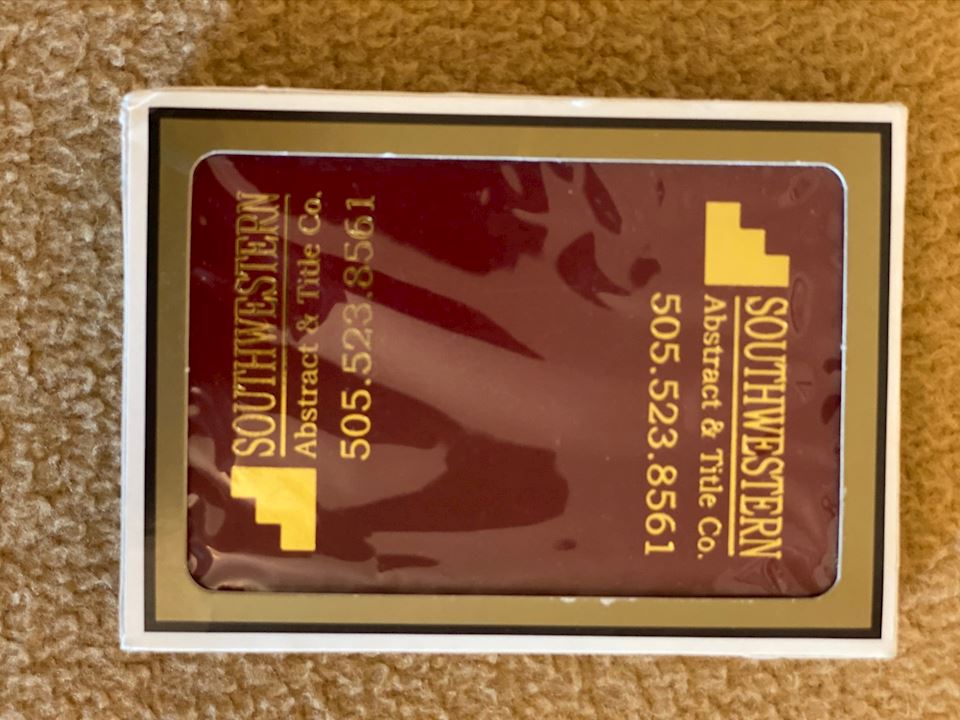 SOUTHWESTERN
Abstract & Title Co.
505.523.8561
SOUTHWESTERN
Abstract & Title Co.
505.523.8561